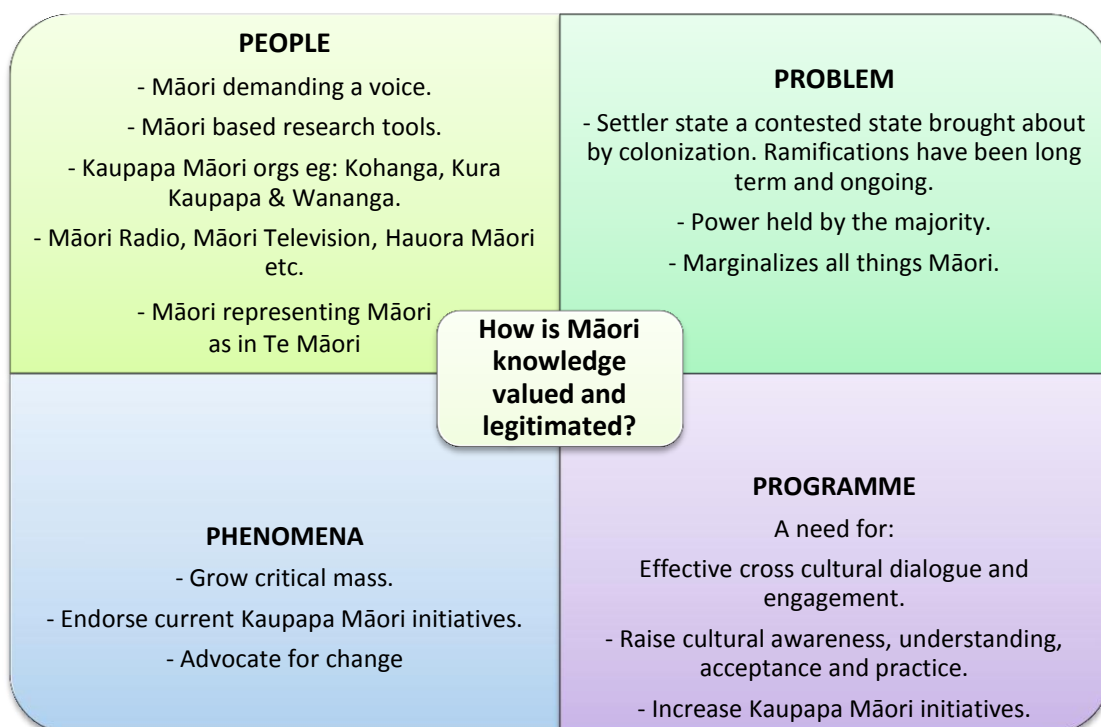 PEOPLE
- Māori demanding a voice.
- Māori based research tools.
- Kaupapa Māori orgs eg: Kohanga, Kura
Kaupapa & Wananga.
- Māori Radio, Māori Television, Hauora Māori
etc.
- Māori representing Māori
as in Te Māori
PROBLEM
- Settler state a contested state brought about
by colonization. Ramifications have been long
term and ongoing.
- Power held by the majority.
- Marginalizes all things Māori.
How is Māori
knowledge
valued and
legitimated?
PHENOMENA
- Grow critical mass.
- Endorse current Kaupapa Māori initiatives.
- Advocate for change
PROGRAMME
A need for:
Effective cross cultural dialogue and
engagement.
- Raise cultural awareness, understanding,
acceptance and practice.
- Increase Kaupapa Māori initiatives.